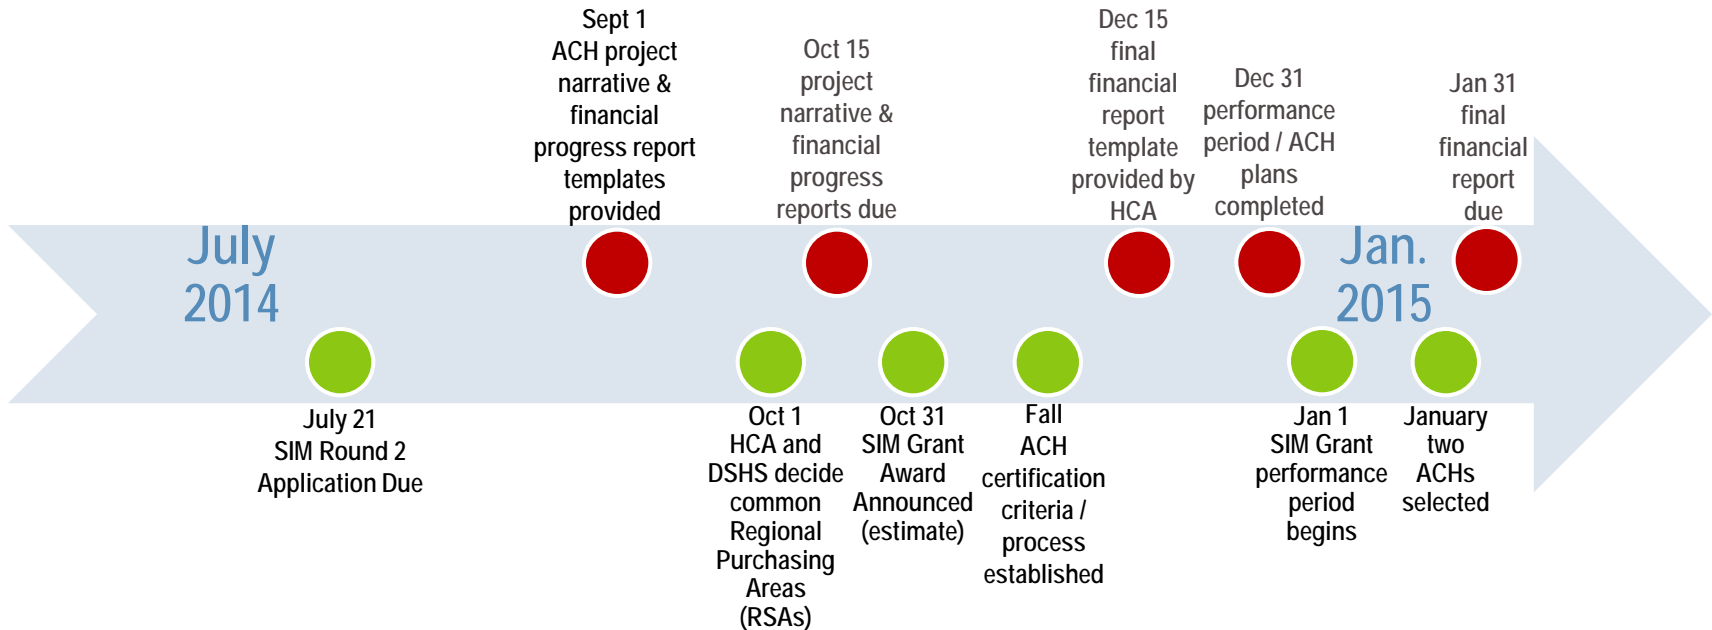 Sept 1
ACH project
narrative &
financial
progress report
templates
provided
Oct 15
project
narrative &
financial
progress
reports due
Dec 15
final
financial
report
template
provided by
HCA
Dec 31
performance
period / ACH
plans
completed
Jan 31
final
financial
report
due
July
2014
Jan.
2015
July 21
SIM Round 2
Application Due
Oct 1
HCA and
DSHS decide
common
Regional
Purchasing
Areas
(RSAs)
Oct 31
SIM Grant
Award
Announced
(estimate)
Fall
ACH
certification
criteria /
process
established
Jan 1
SIM Grant
performance
period
begins
January
two
ACHs
selected